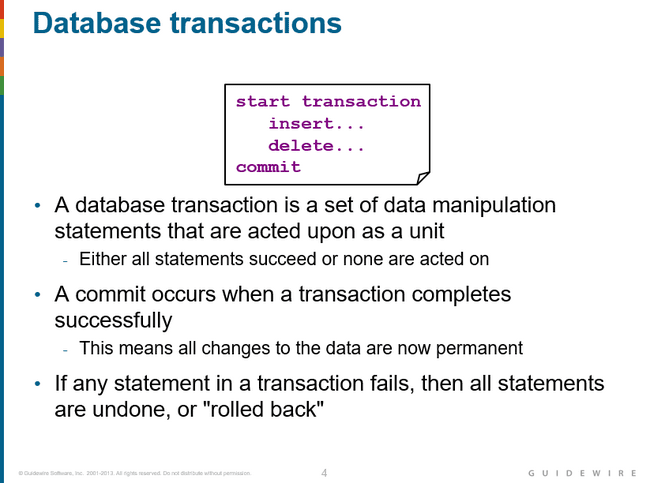 Database transactions
start transaction
insert...
delete...
commit
• A database transaction is a set of data manipulation
statements that are acted upon as a unit
- Either all statements succeed or none are acted on
• A commit occurs when a transaction completes
successfully
- This means all changes to the data are now permanent
• If any statement in a transaction fails, then all statements
are undone, or "rolled back"
© Guidewire Software, Inc. 2001-2013. All rights reserved. Do not distribute without permission.
4
GUIDEWIRE